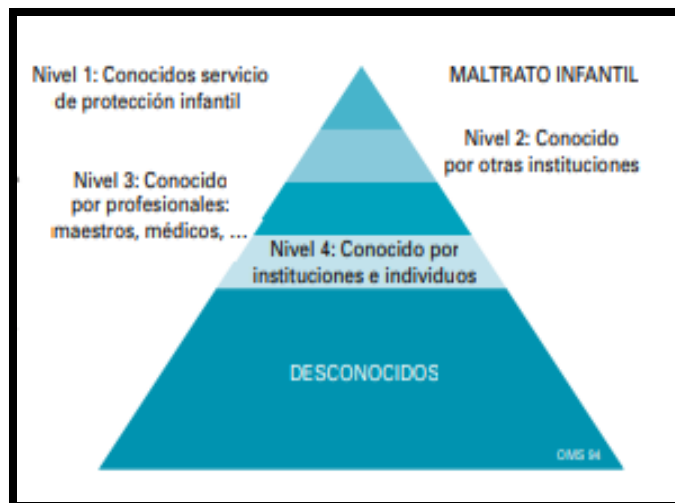 Nivel 1: Conocidos servicio
de protección infantil
MALTRATO INFANTIL
Nivel 2: Conocido
por otras instituciones
Nivel 3: Conocido
por profesionales:
maestros, médicos, ...
Nivel 4: Conocido por
instituciones e individuos
DESCONOCIDOS
OMS 94